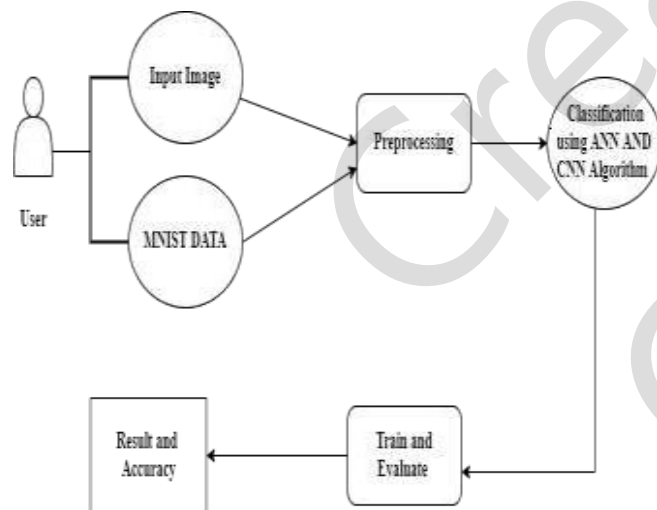 Input Image
User
MNIST DATA
Preprocessing
Classification
using ANN AND
CNN Algorithm
Train and
Evaluate
Result and
Accuracy